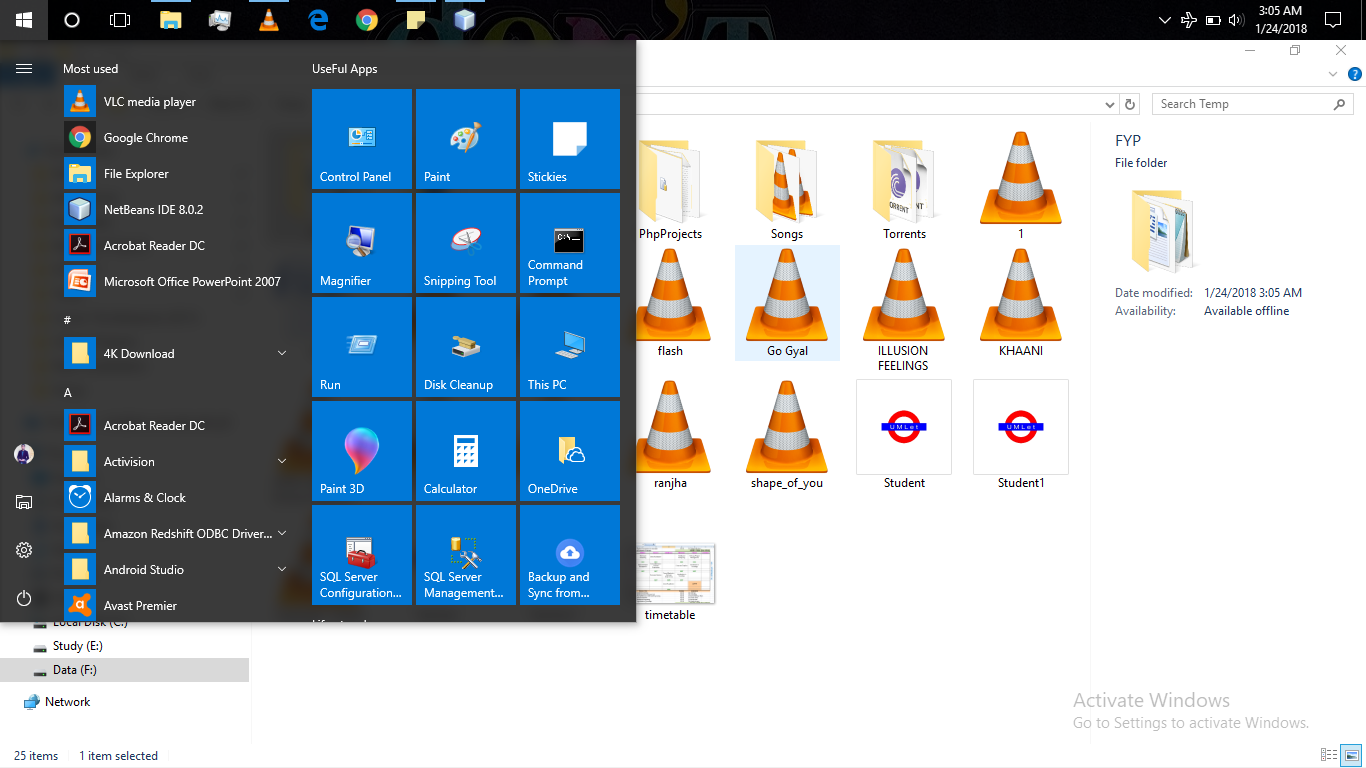 3:05 AM
1/24/2018
Most used
VLC media player
Google Chrome
File Explorer
NetBeans IDE 8.0.2
Acrobat Reader DC
Microsoft Office PowerPoint 2007
#
4K Download
A
Acrobat Reader DC
Activision
Alarms & Clock
Amazon Redshift ODBC Driver...
Android Studio
Avast Premier
UseFul Apps
Control Panel
Paint
Stickies
Magnifier
Snipping Tool
Command
Prompt
Run
Disk Cleanup
This PC
Paint 3D
Calculator
OneDrive
SQL Server
Configuration...
SQL Server
Management...
Backup and
Sync from...
Search Temp
PhpProjects
Songs
Torrents
1
flash
Go Gyal
ILLUSION
FEELINGS
KHAANI
ranjha
shape_of_you
UMLet
Student
UMLet
Student1
timetable
FYP
File folder
Date modified: 1/24/2018 3:05 AM
Availability: Available offline
Local Disk (C:)
Study (E:)
Data (F:)
Network
Activate Windows
Go to Settings to activate Windows.
25 items
1 item selected